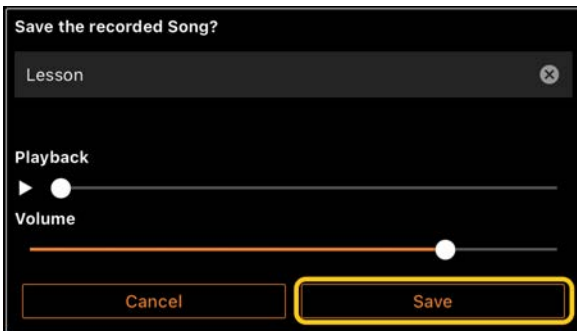 Save the recorded Song?
Lesson
Playback
Volume
Cancel Save